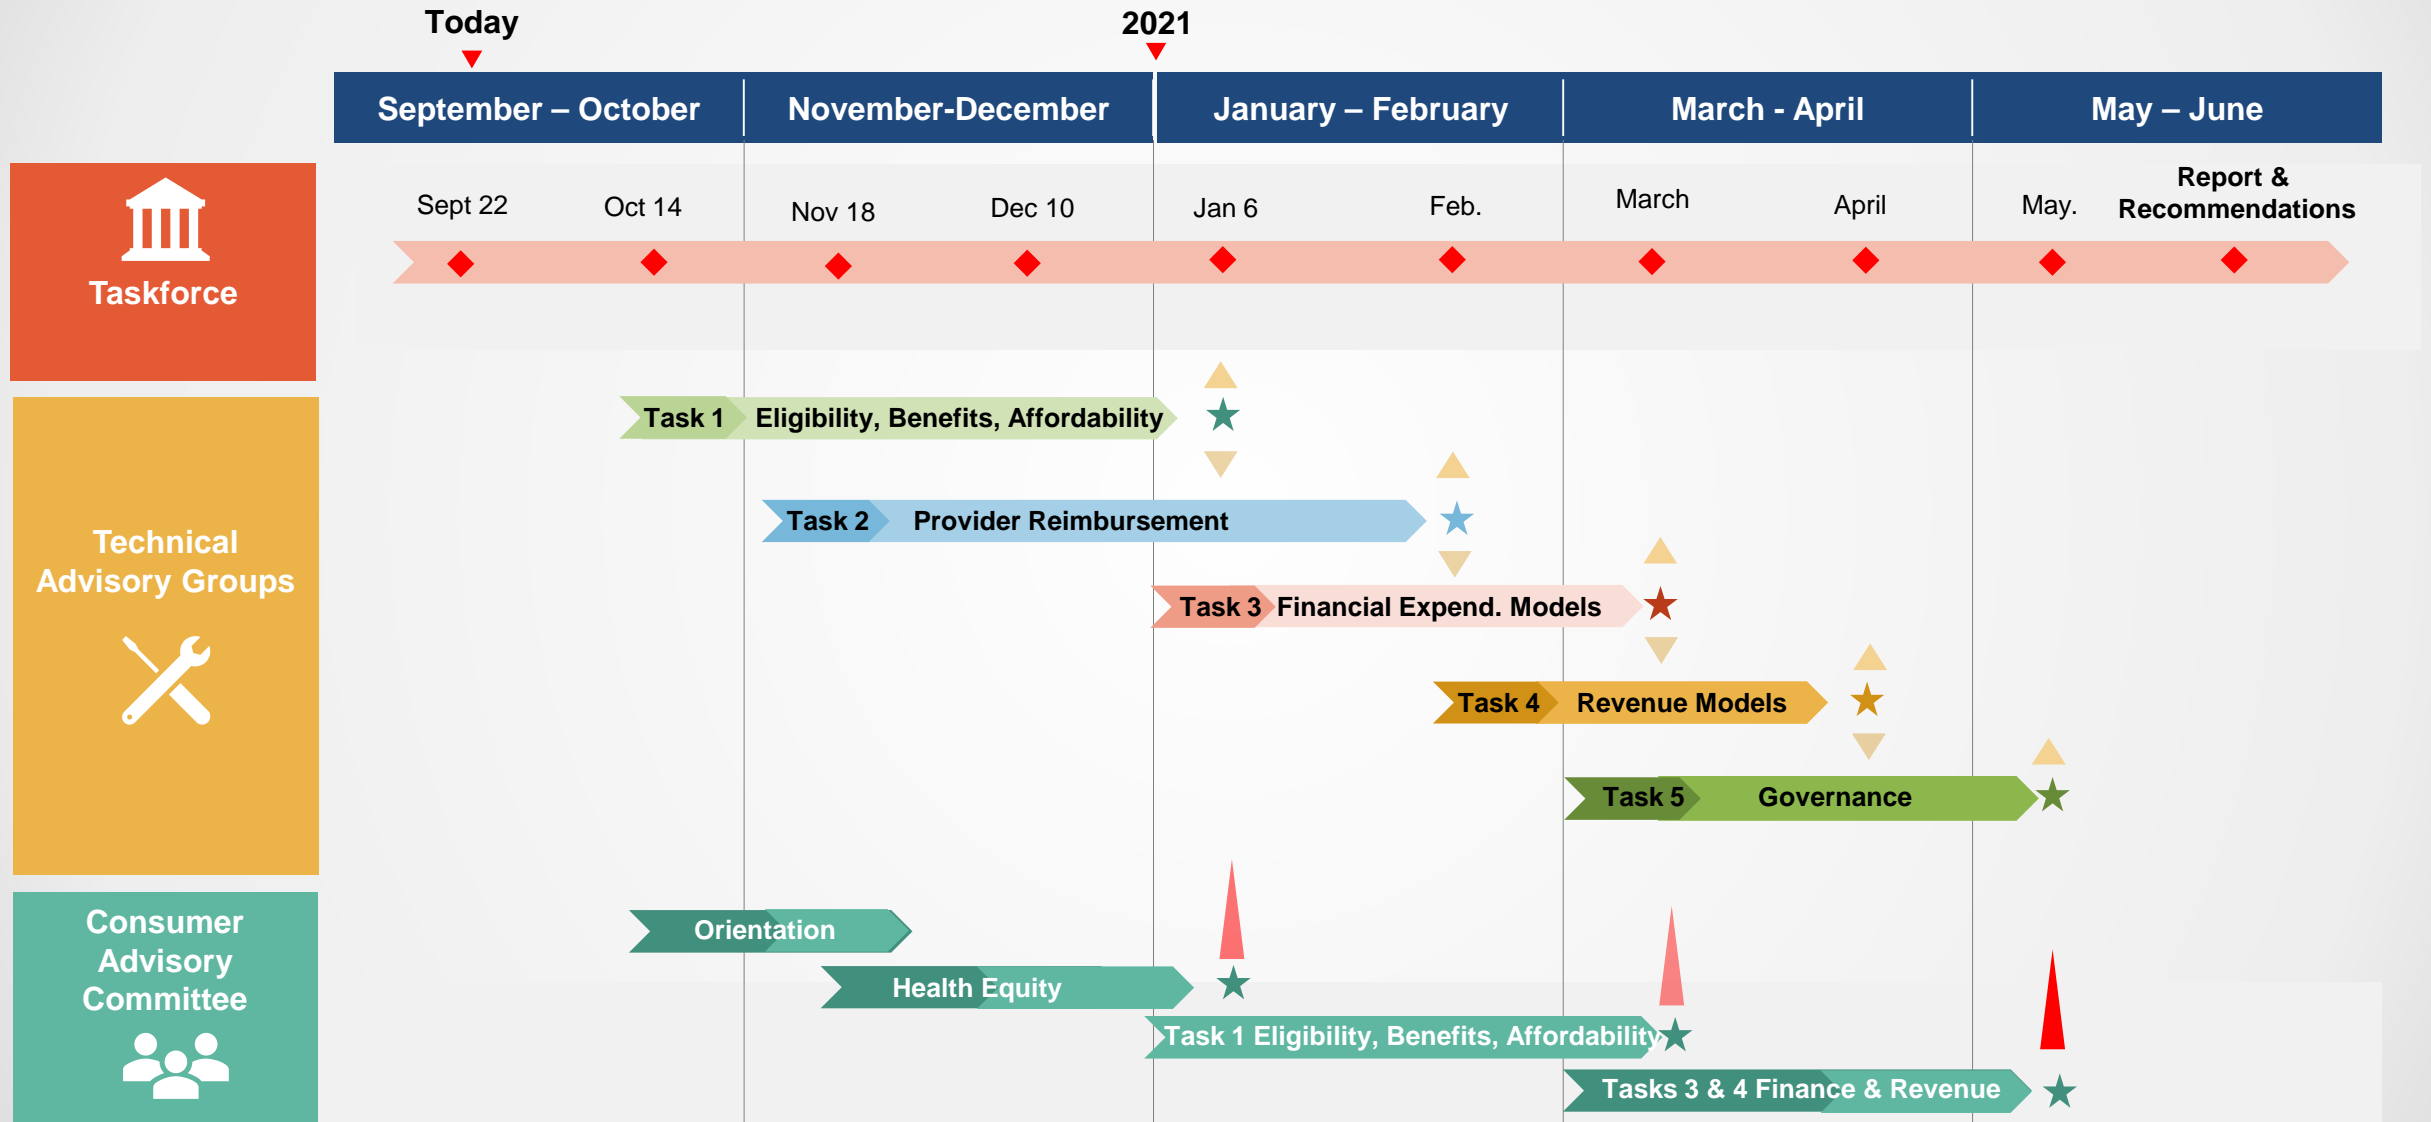 Today
2021
September – October
November-December
January – February
March - April
May – June
Taskforce
Sept 22
Oct 14
Nov 18
Dec 10
Jan 6
Feb.
March
April
May.
Report &
Recommendations
Technical
Advisory Groups
Task 1
Eligibility, Benefits, Affordability
Task 2
Provider Reimbursement
Task 3
Financial Expend. Models
Task 4
Revenue Models
Task 5
Governance
Consumer
Advisory
Committee
Orientation
Health Equity
Task 1 Eligibility, Benefits, Affordability
Tasks 3 & 4 Finance & Revenue